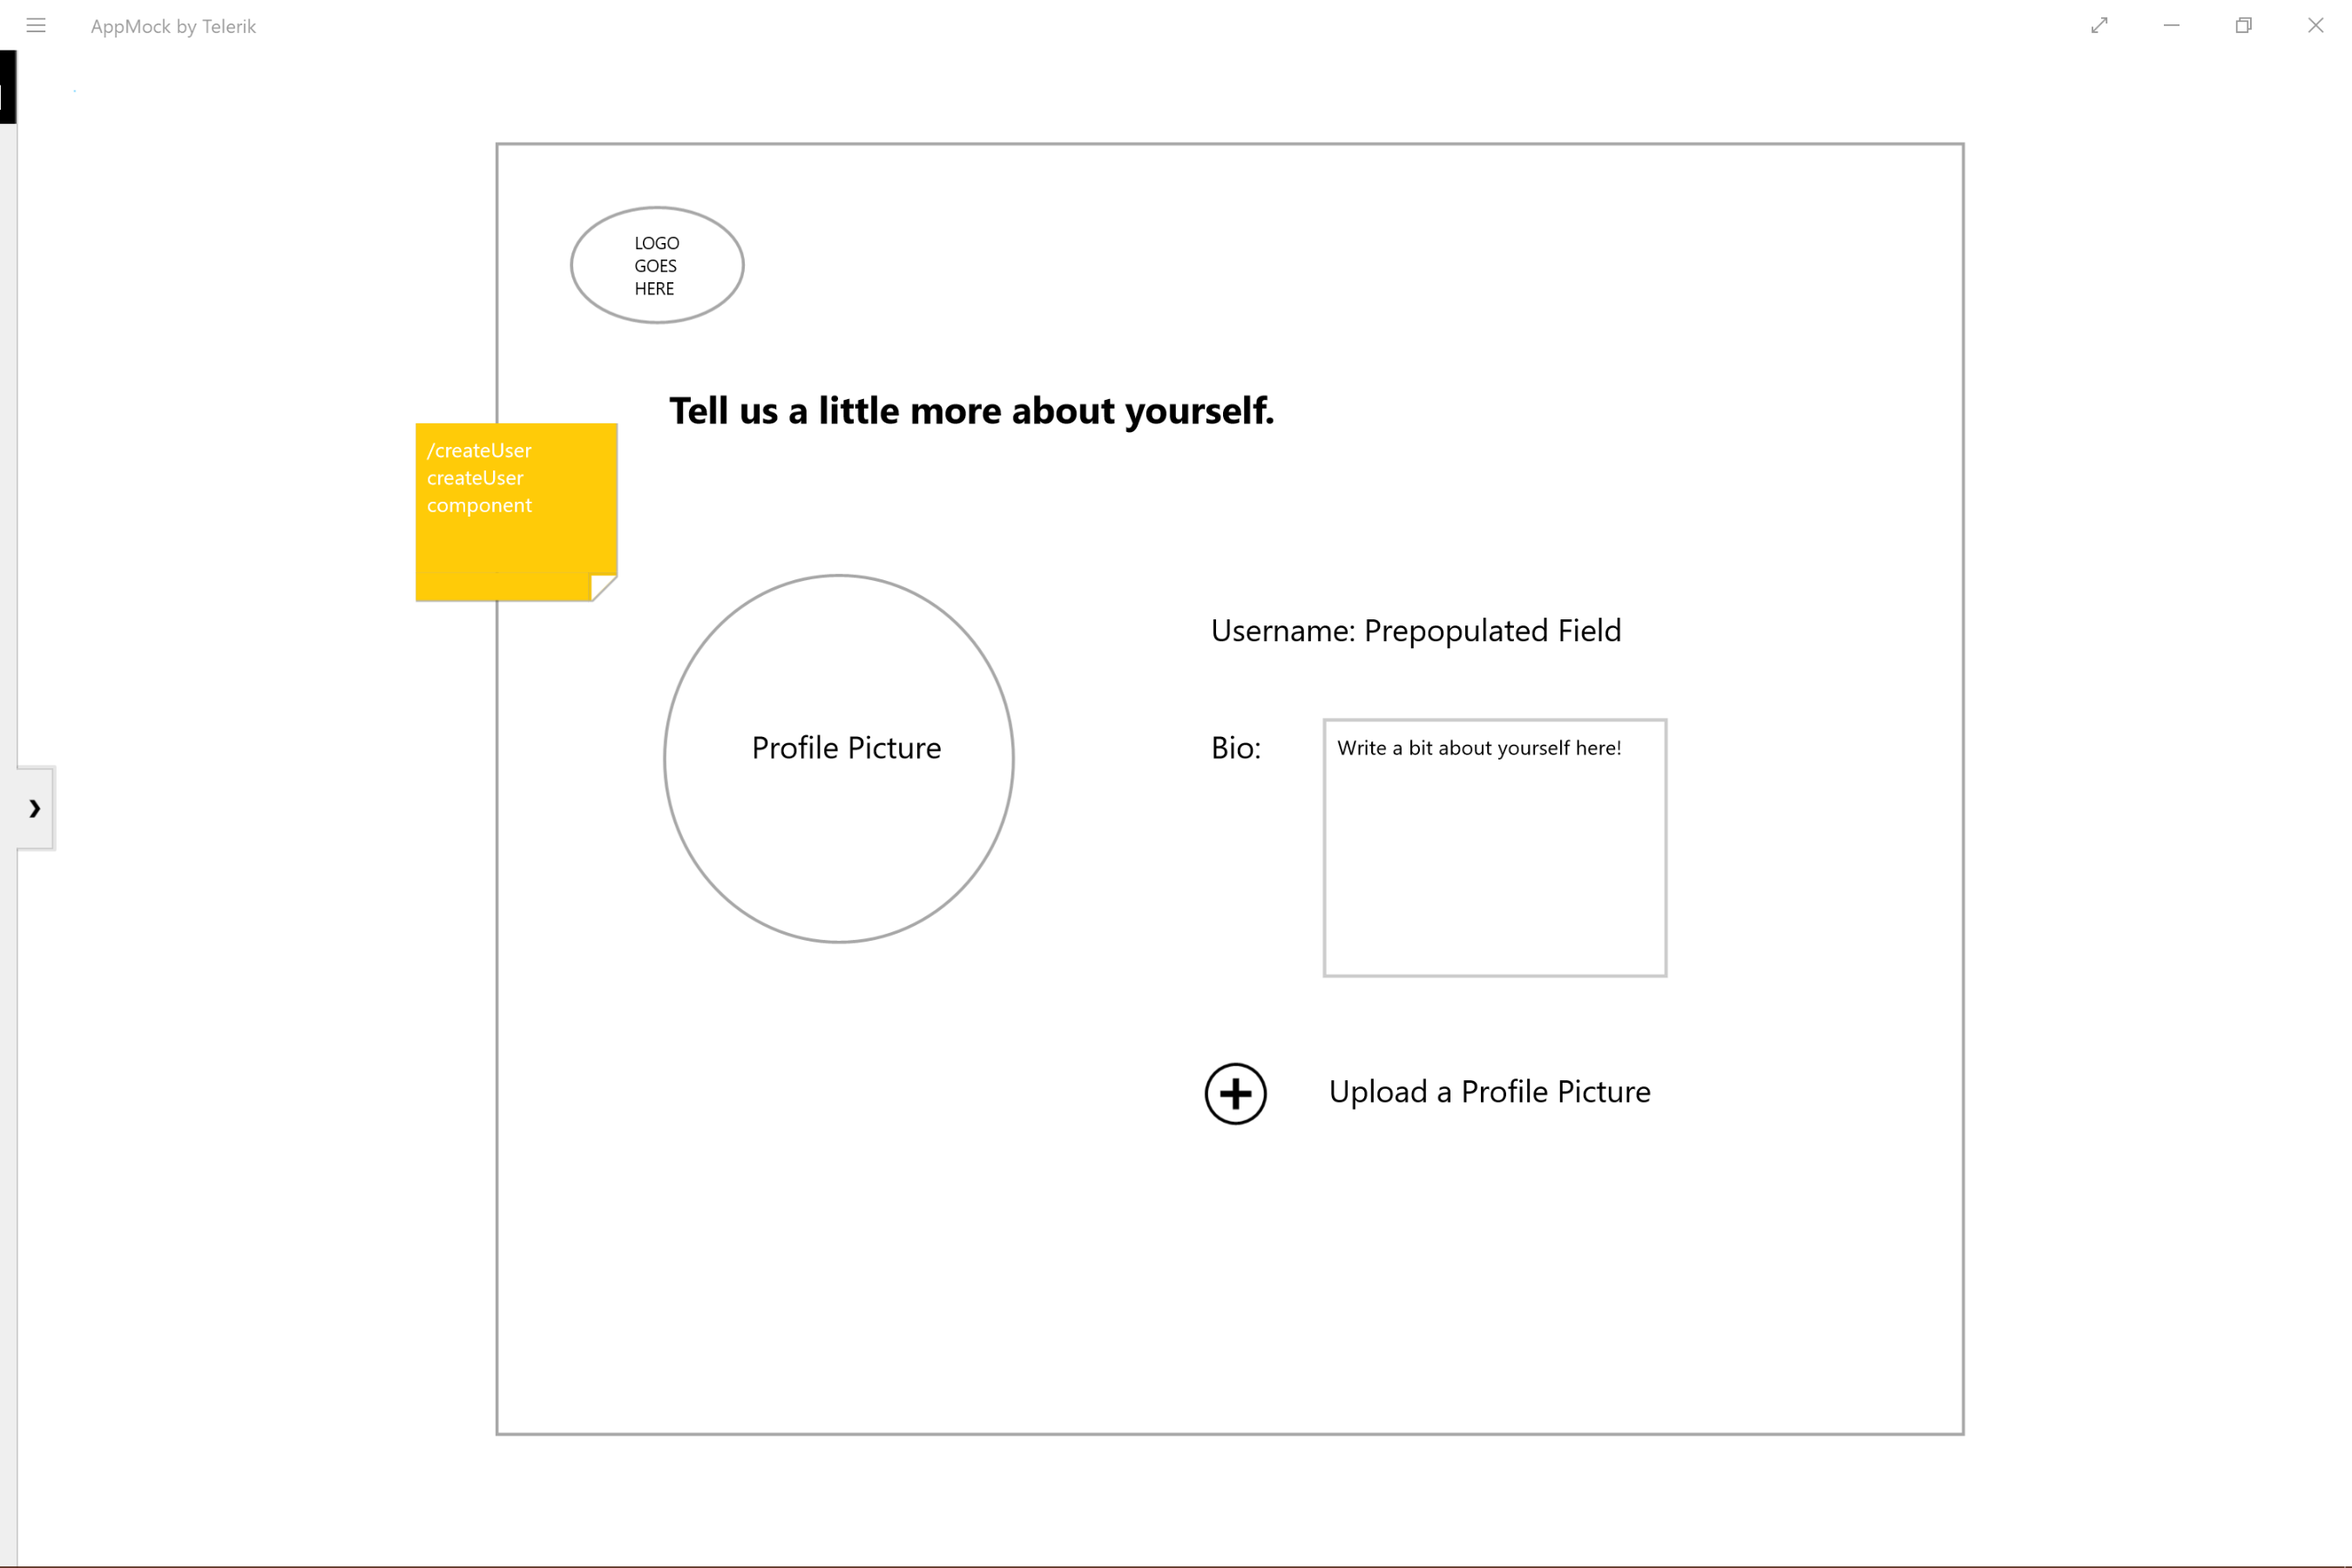 AppMock by Telerik
LOGO
GOES
HERE
Tell us a little more about yourself.
/createUser
createUser
component
Username: Prepopulated Field
Profile Picture
Bio:
Write a bit about yourself here!
Upload a Profile Picture